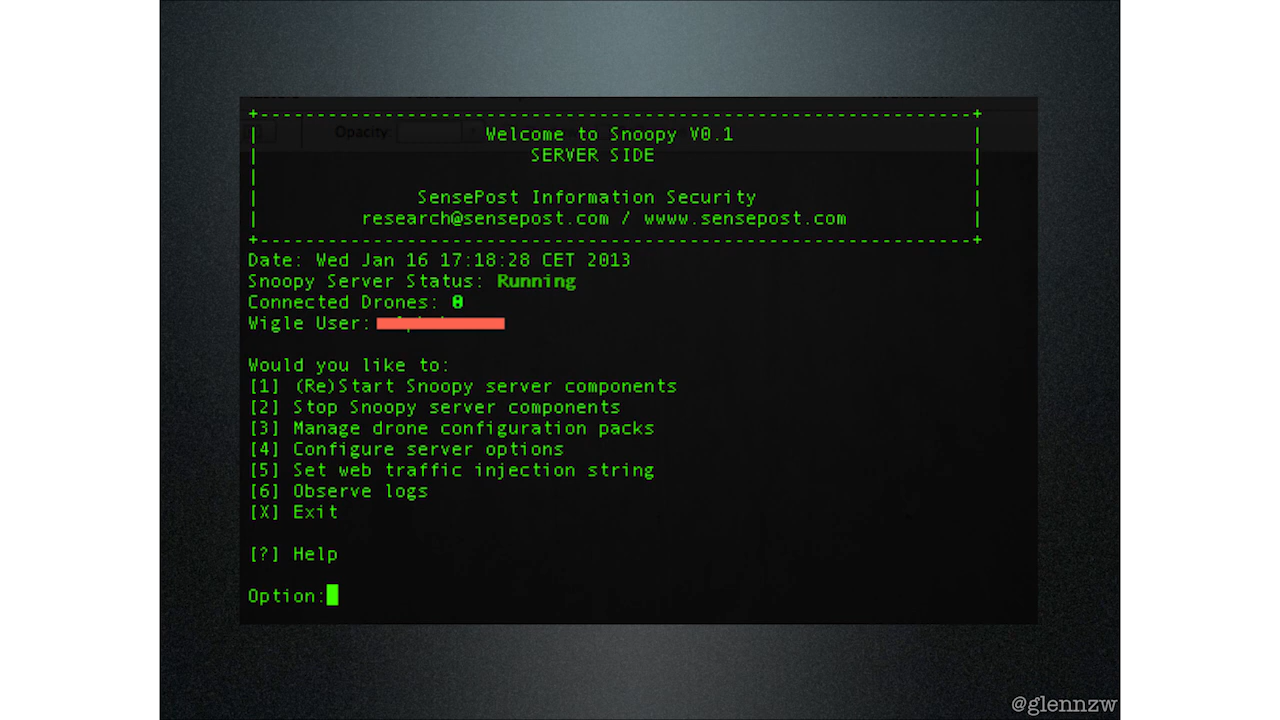 Opacity:
+---------------------------------------------------------------+
| Welcome to Snoopy V0.1 |
| SERVER SIDE |
| |
| SensePost Information Security |
| research@sensepost.com / wwww.sensepost.com |
+---------------------------------------------------------------+
Date: Wed Jan 16 17:18:28 CET 2013
Snoopy Server Status: Running
Connected Drones: 0
Wigle User:
Would you like to:
[1] (Re)Start Snoopy server components
[2] Stop Snoopy server components
[3] Manage drone configuration packs
[4] Configure server options
[5] Set web traffic injection string
[6] Observe logs
[X] Exit
[?] Help
Option:
@glennzw